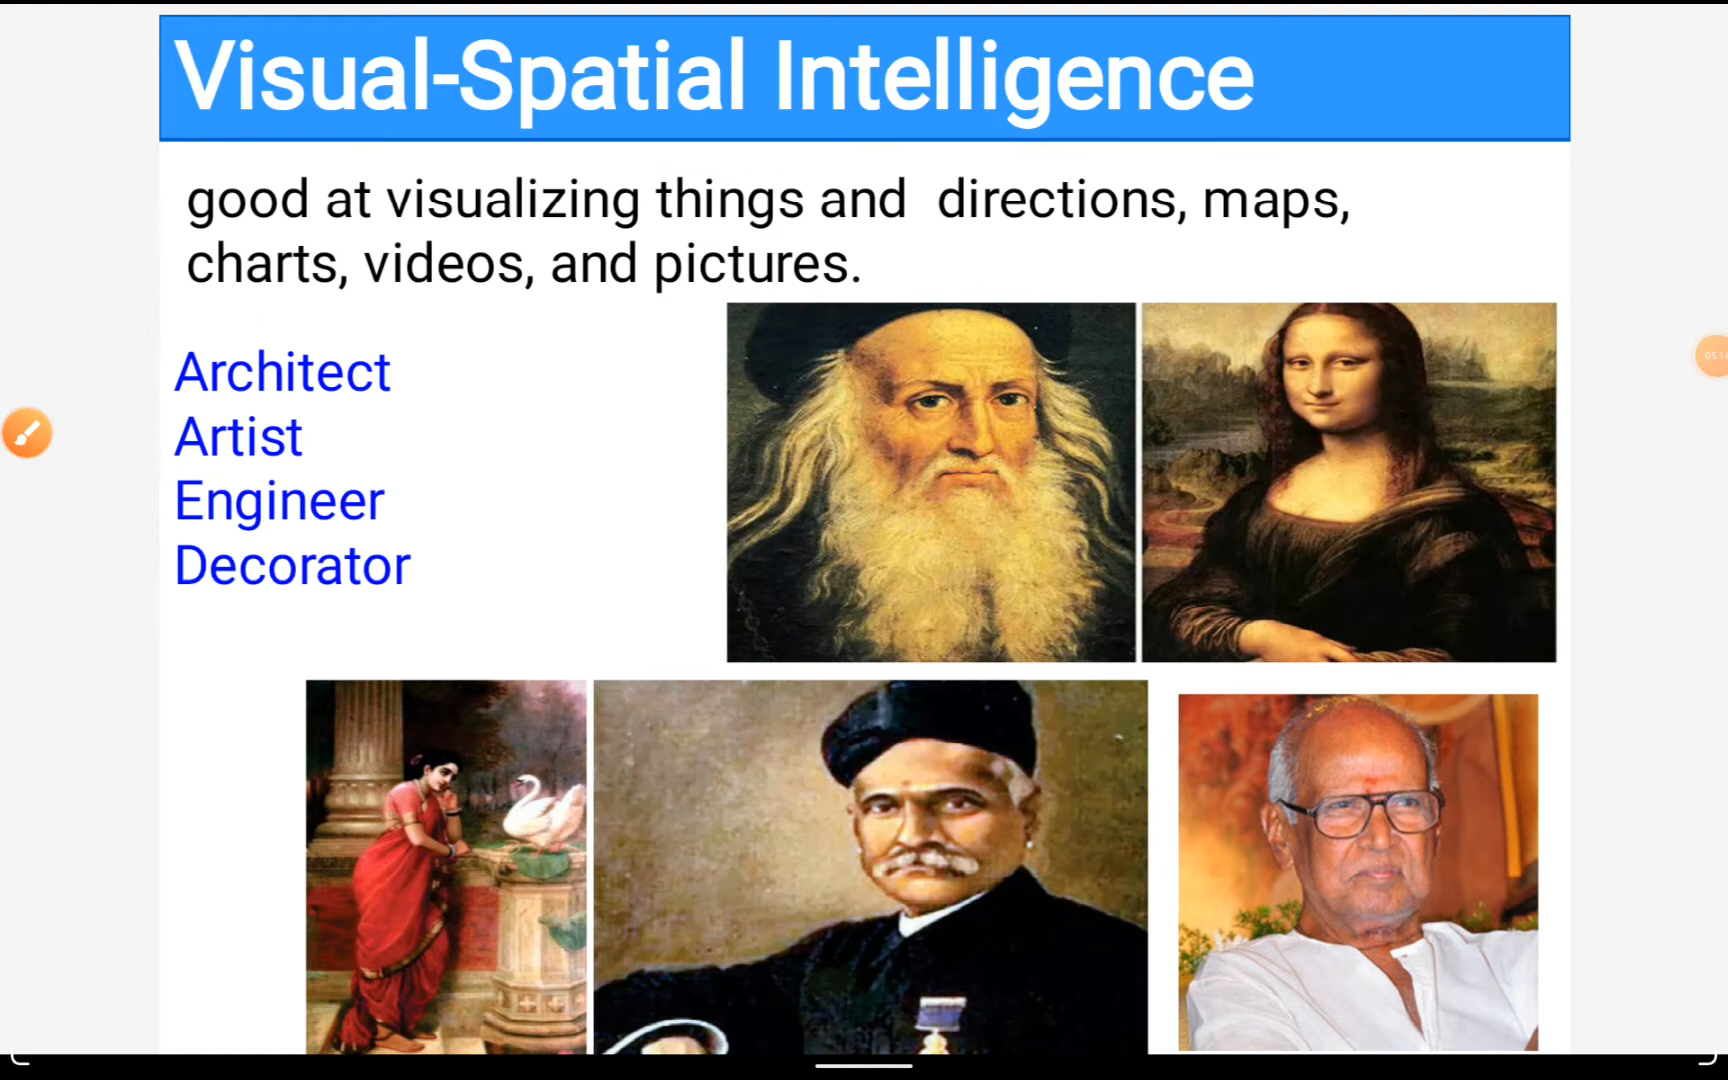 Visual-Spatial Intelligence
good at visualizing things and directions, maps,
charts, videos, and pictures.
Architect
Artist
Engineer
Decorator